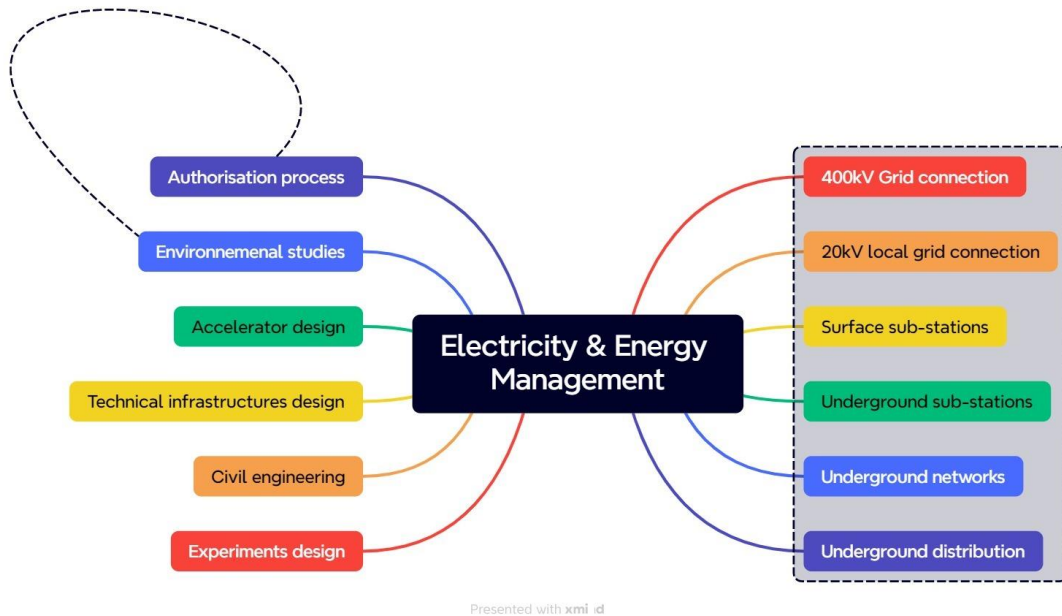 Authorisation process
Environnemenal studies
Accelerator design
Technical infrastructures design
Civil engineering
Experiments design
Electricity & Energy
Management
400kV Grid connection
20kV local grid connection
Surface sub-stations
Underground sub-stations
Underground networks
Underground distribution
Presented with